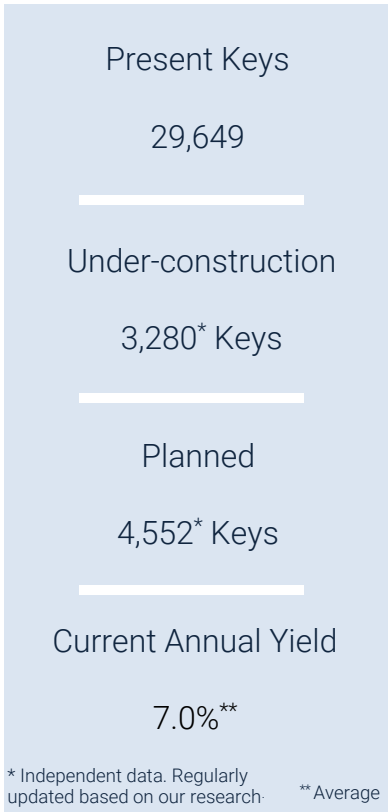 Present Keys
29,649
Under-construction
3,280* Keys
Planned
4,552* Keys
Current Annual Yield
7.0%**
* Independent data. Regularly
updated based on our research.
** Average